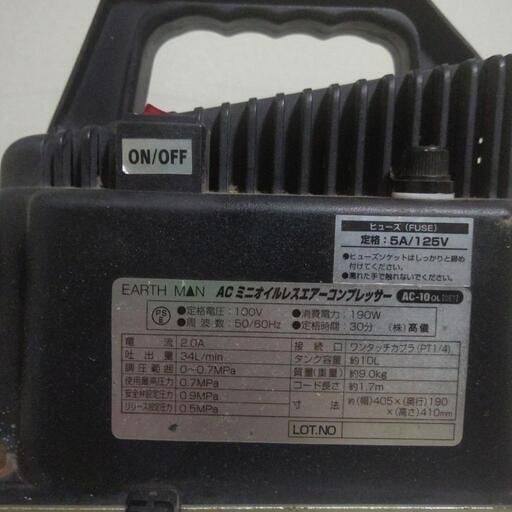 ON/OFF
ヒューズ（FUSE）
定格：5A/125V
●ヒューズソケットはしっかりと締め
付けてください。
●濡れた手で触れないでください。
EARTH MAN ACミニオイルレスエアーコンプレッサー AC-10OL
PS
E
●定格電圧：100V ●消費電力：190W
●周波数：50/60Hz ●定格時間：30分 （株）髙儀
電流 2.0A 接続口 ワンタッチカプラ(PT1/4)
吐出量 34L/min タンク容量 約10L
調圧範囲 0～0.7MPa 質量(重量) 約9.0kg
使用最高圧力 0.7MPa コード長さ 約1.7m
安全弁設定圧力 0.9MPa 寸法 約(幅)405×(奥行)190
リリース設定圧力 0.5MPa ×(高さ)410mm
LOT.NO